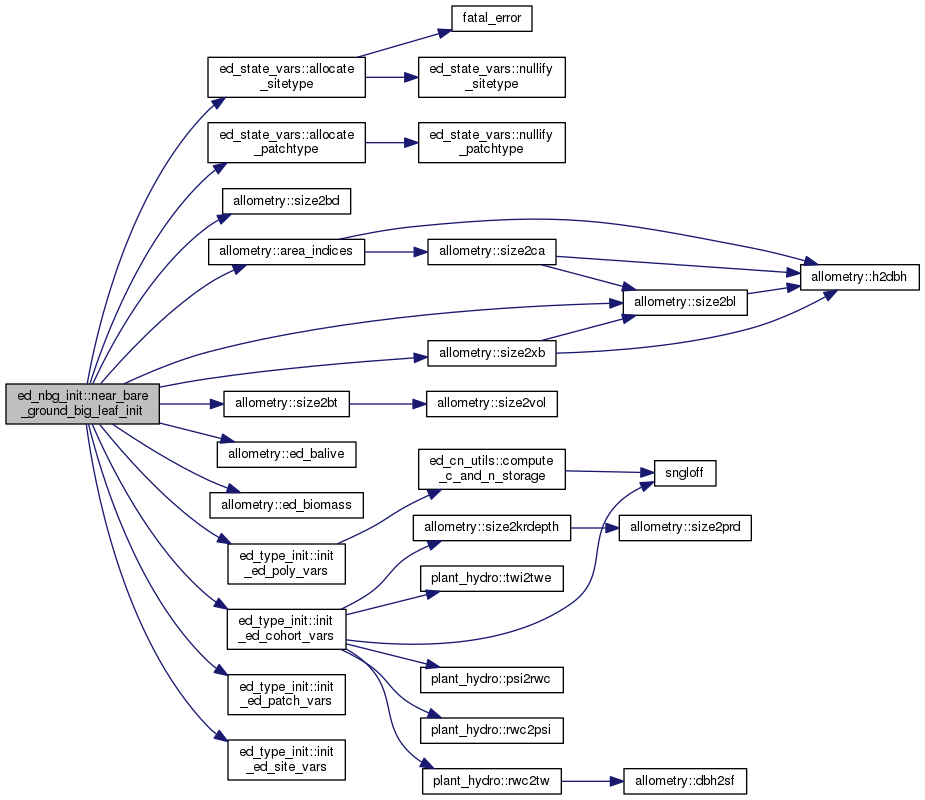 fatal_error
ed_state_vars::allocate
_sitetype
ed_state_vars::nullify
_sitetype
ed_state_vars::allocate
_patchtype
ed_state_vars::nullify
_patchtype
allometry::size2bd
allometry::area_indices
allometry::size2ca
allometry::h2dbh
allometry::size2bl
allometry::size2xb
ed_nbg_init::near_bare
_ground_big_leaf_init
allometry::size2bt
allometry::size2vol
allometry::ed_balive
ed_cn_utils::compute
_c_and_n_storage
sngloff
allometry::ed_biomass
allometry::size2krdepth
allometry::size2prd
ed_type_init::init
_ed_poly_vars
plant_hydro::twi2twe
ed_type_init::init
_ed_cohort_vars
plant_hydro::psi2rwc
ed_type_init::init
_ed_patch_vars
plant_hydro::rwc2psi
ed_type_init::init
_ed_site_vars
plant_hydro::rwc2tw
allometry::dbh2sf